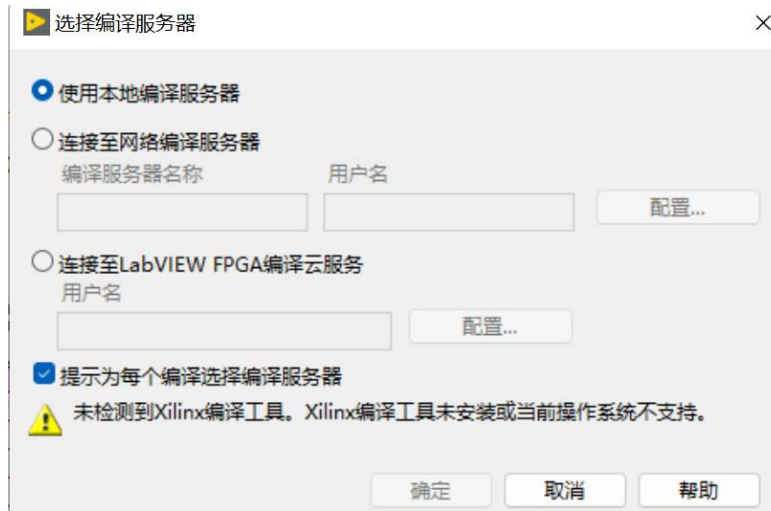 选择编译服务器
使用本地编译服务器
连接至网络编译服务器
编译服务器名称 用户名
配置...
连接至LabVIEW FPGA编译云服务
用户名
配置...
提示为每个编译选择编译服务器
未检测到Xilinx编译工具。Xilinx编译工具未安装或当前操作系统不支持。
确定 取消 帮助